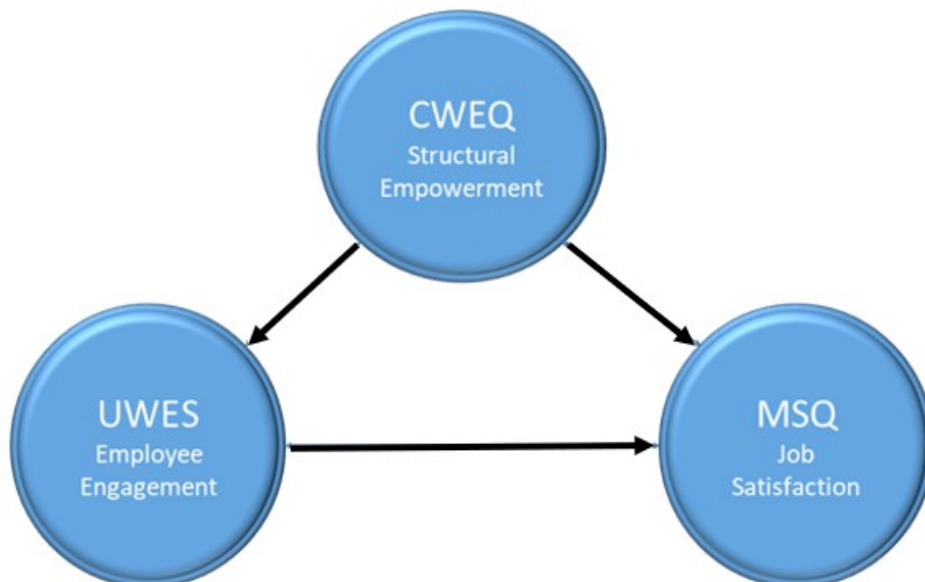 CWEQ
Structural
Empowerment
UWES
Employee
Engagement
MSQ
Job
Satisfaction